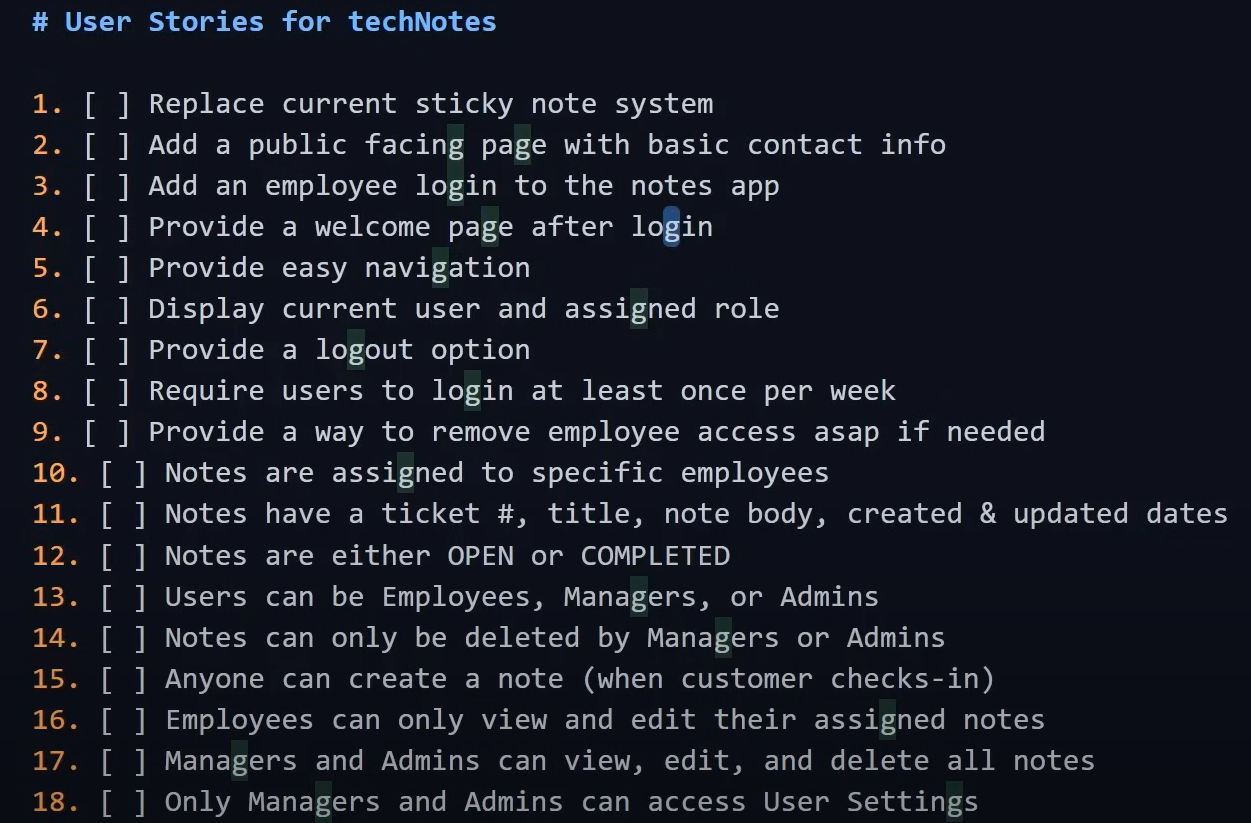 # User Stories for techNotes
1. [ ] Replace current sticky note system
2. [ ] Add a public facing page with basic contact info
3. [ ] Add an employee login to the notes app
4. [ ] Provide a welcome page after login
5. [ ] Provide easy navigation
6. [ ] Display current user and assigned role
7. [ ] Provide a logout option
8. [ ] Require users to login at least once per week
9. [ ] Provide a way to remove employee access asap if needed
10. [ ] Notes are assigned to specific employees
11. [ ] Notes have a ticket #, title, note body, created & updated dates
12. [ ] Notes are either OPEN or COMPLETED
13. [ ] Users can be Employees, Managers, or Admins
14. [ ] Notes can only be deleted by Managers or Admins
15. [ ] Anyone can create a note (when customer checks-in)
16. [ ] Employees can only view and edit their assigned notes
17. [ ] Managers and Admins can view, edit, and delete all notes
18. [ ] Only Managers and Admins can access User Settings